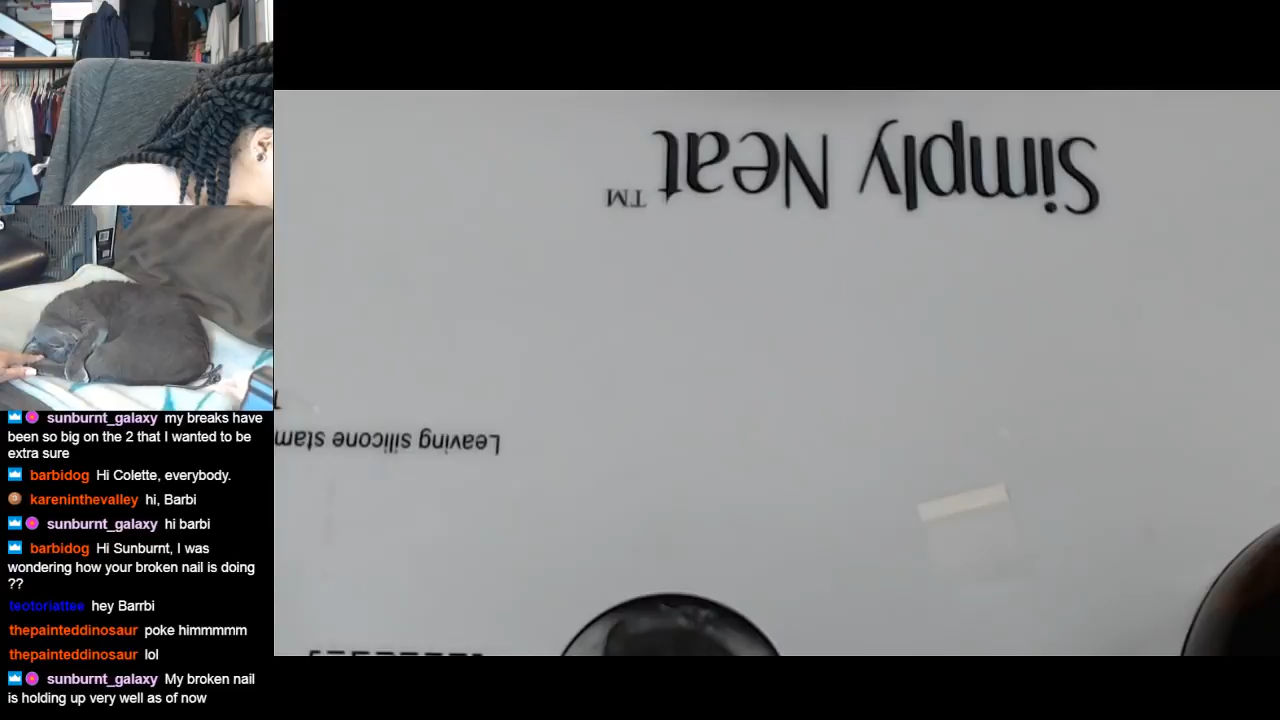 Simply Neat™
Leaving silicone stam
sunburnt_galaxy my breaks have
been so big on the 2 that I wanted to be
extra sure
barbidog Hi Colette, everybody.
kareninthevalley hi, Barbi
sunburnt_galaxy hi barbi
barbidog Hi Sunburnt, I was
wondering how your broken nail is doing
??
teotoriattee hey Barrbi
thepainteddinosaur poke himmmmm
thepainteddinosaur lol
sunburnt_galaxy My broken nail
is holding up very well as of now